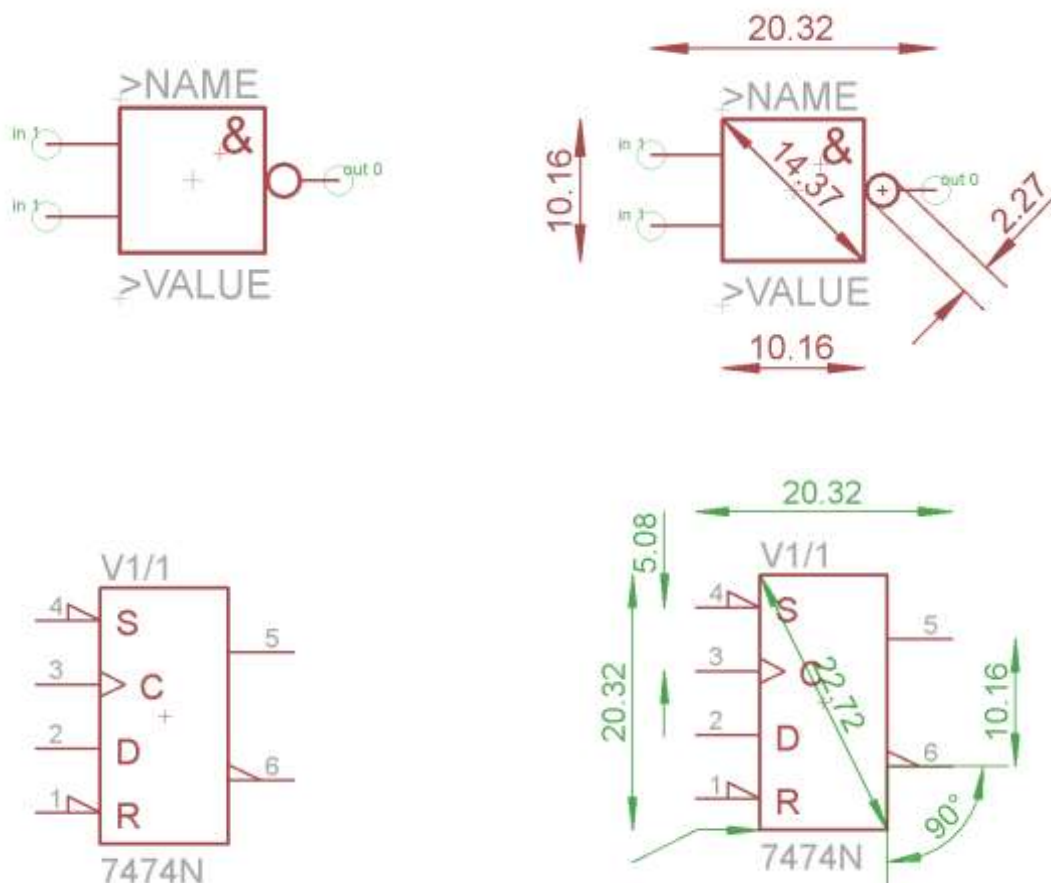 20.32
>NAME
&
in 1
in 1
out 0
>VALUE
>NAME
&
in 1
in 1
out 0
14.37
10.16
2.27
>VALUE
10.16
V1/1
4 S
3 C
2 D
1 R
5
6
7474N
20.32
5.08
V1/1
4 S
3 C
2 D
1 R
5
6
20.32
22.72
10.16
90°
7474N